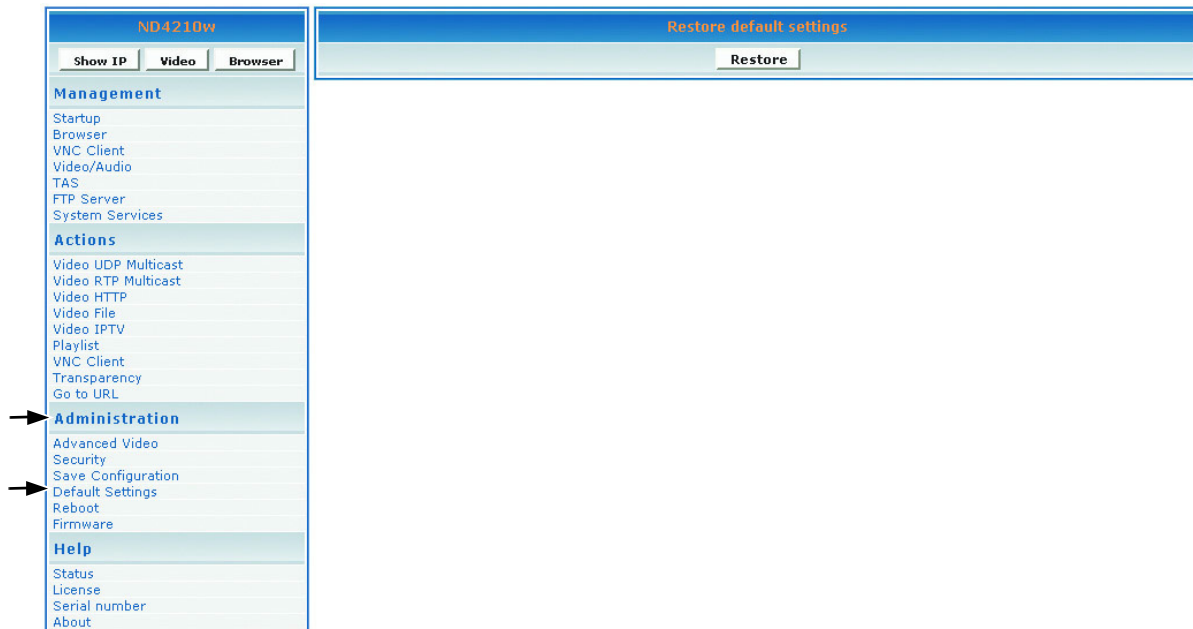 ND4210w
Show IP Video Browser
Management
Startup
Browser
VNC Client
Video/Audio
TAS
FTP Server
System Services
Actions
Video UDP Multicast
Video RTP Multicast
Video HTTP
Video File
Video IPTV
Playlist
VNC Client
Transparency
Go to URL
Administration
Advanced Video
Security
Save Configuration
Default Settings
Reboot
Firmware
Help
Status
License
Serial number
About
Restore default settings
Restore